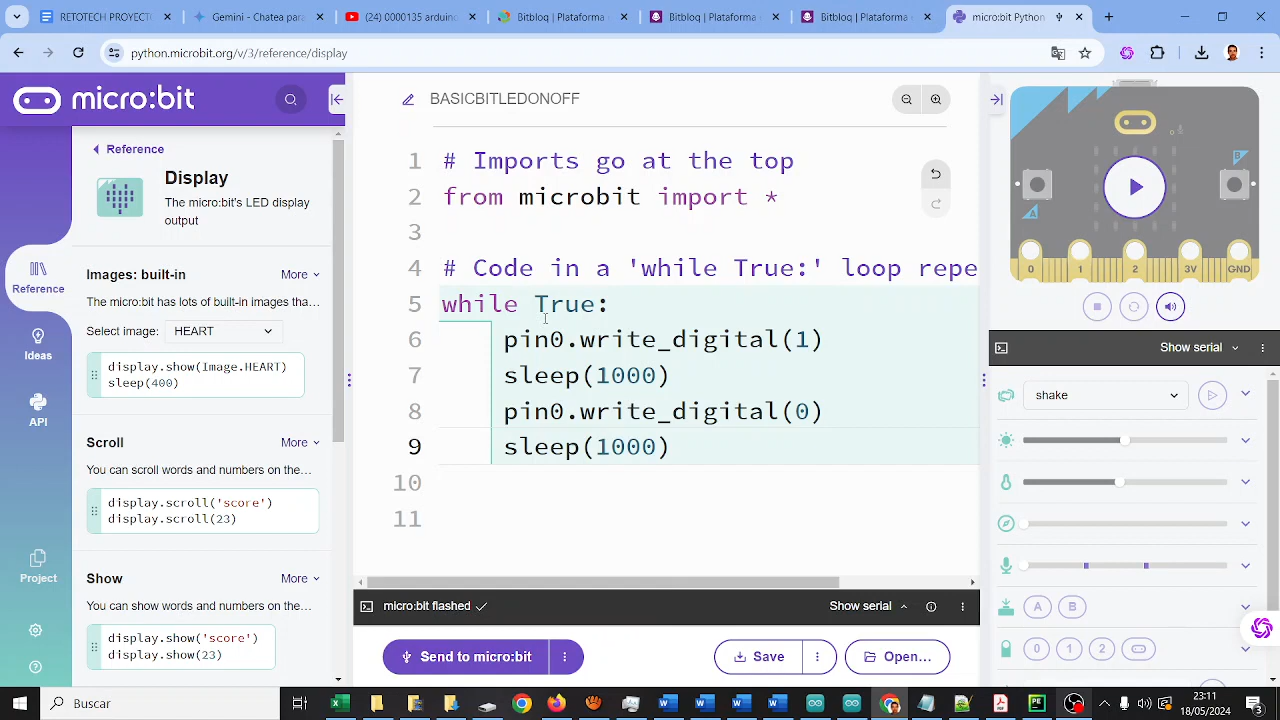 RETOPROYECTO
Gemini - Chatea para
(24) 0000135 arduino
Bitbloq | Plataforma
Bitbloq | Plataforma
Bitbloq | Plataforma
micro:bit Python
python.microbit.org/v/3/reference/display
micro:bit
BASICBITLEDONOFF
Reference
Display
The micro:bit's LED display
output
Images: built-in
More
The micro:bit has lots of built-in images tha...
Select image:
HEART
display.show(Image.HEART)
sleep(400)
Scroll
More
You can scroll words and numbers on the...
display.scroll('score')
display.scroll(23)
Show
More
You can show words and numbers on the...
display.show('score')
display.show(23)
Reference
Ideas
API
Project
1 # Imports go at the top
2 from microbit import *
3
4 # Code in a 'while True:' loop repe
5 while True:
6 pin0.write_digital(1)
7 sleep(1000)
8 pin0.write_digital(0)
9 sleep(1000)
10
11
micro:bit flashed
Show serial
Send to micro:bit
Save
Open...
A
B
0 1 2 3V GND
Show serial
shake
A B
0 1 2
Buscar
23:11
18/05/2024
3